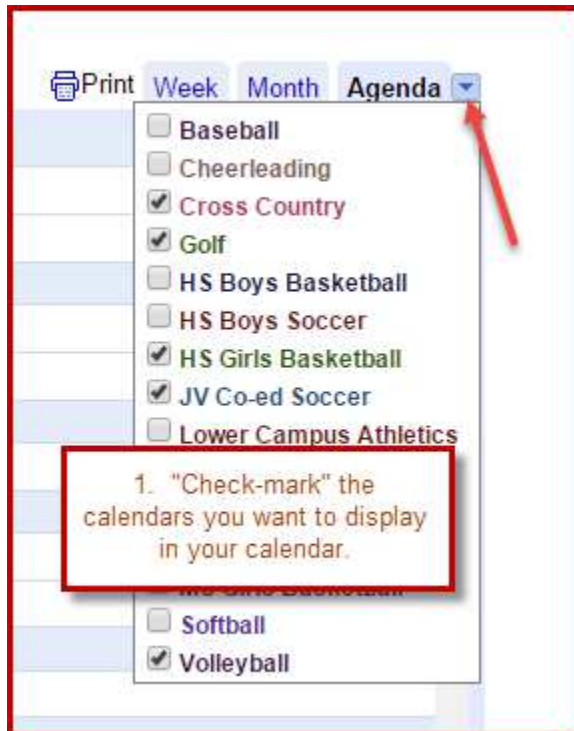 Print Week Month Agenda
Baseball
Cheerleading
Cross Country
Golf
HS Boys Basketball
HS Boys Soccer
HS Girls Basketball
JV Co-ed Soccer
Lower Campus Athletics
1. "Check-mark" the
calendars you want to display
in your calendar.
Softball
Volleyball